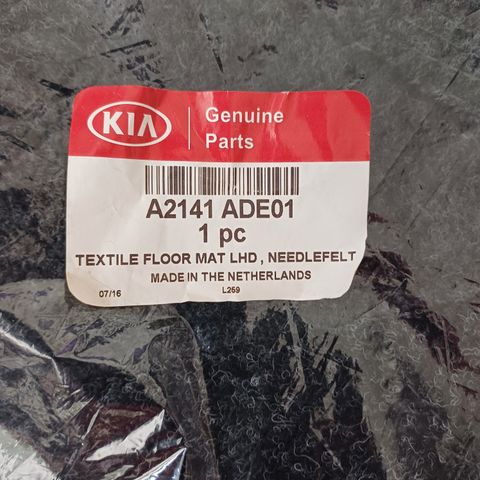 KIA
Genuine
Parts
A2141 ADE01
1 pc
TEXTILE FLOOR MAT LHD , NEEDLEFELT
MADE IN THE NETHERLANDS
07/16
L259